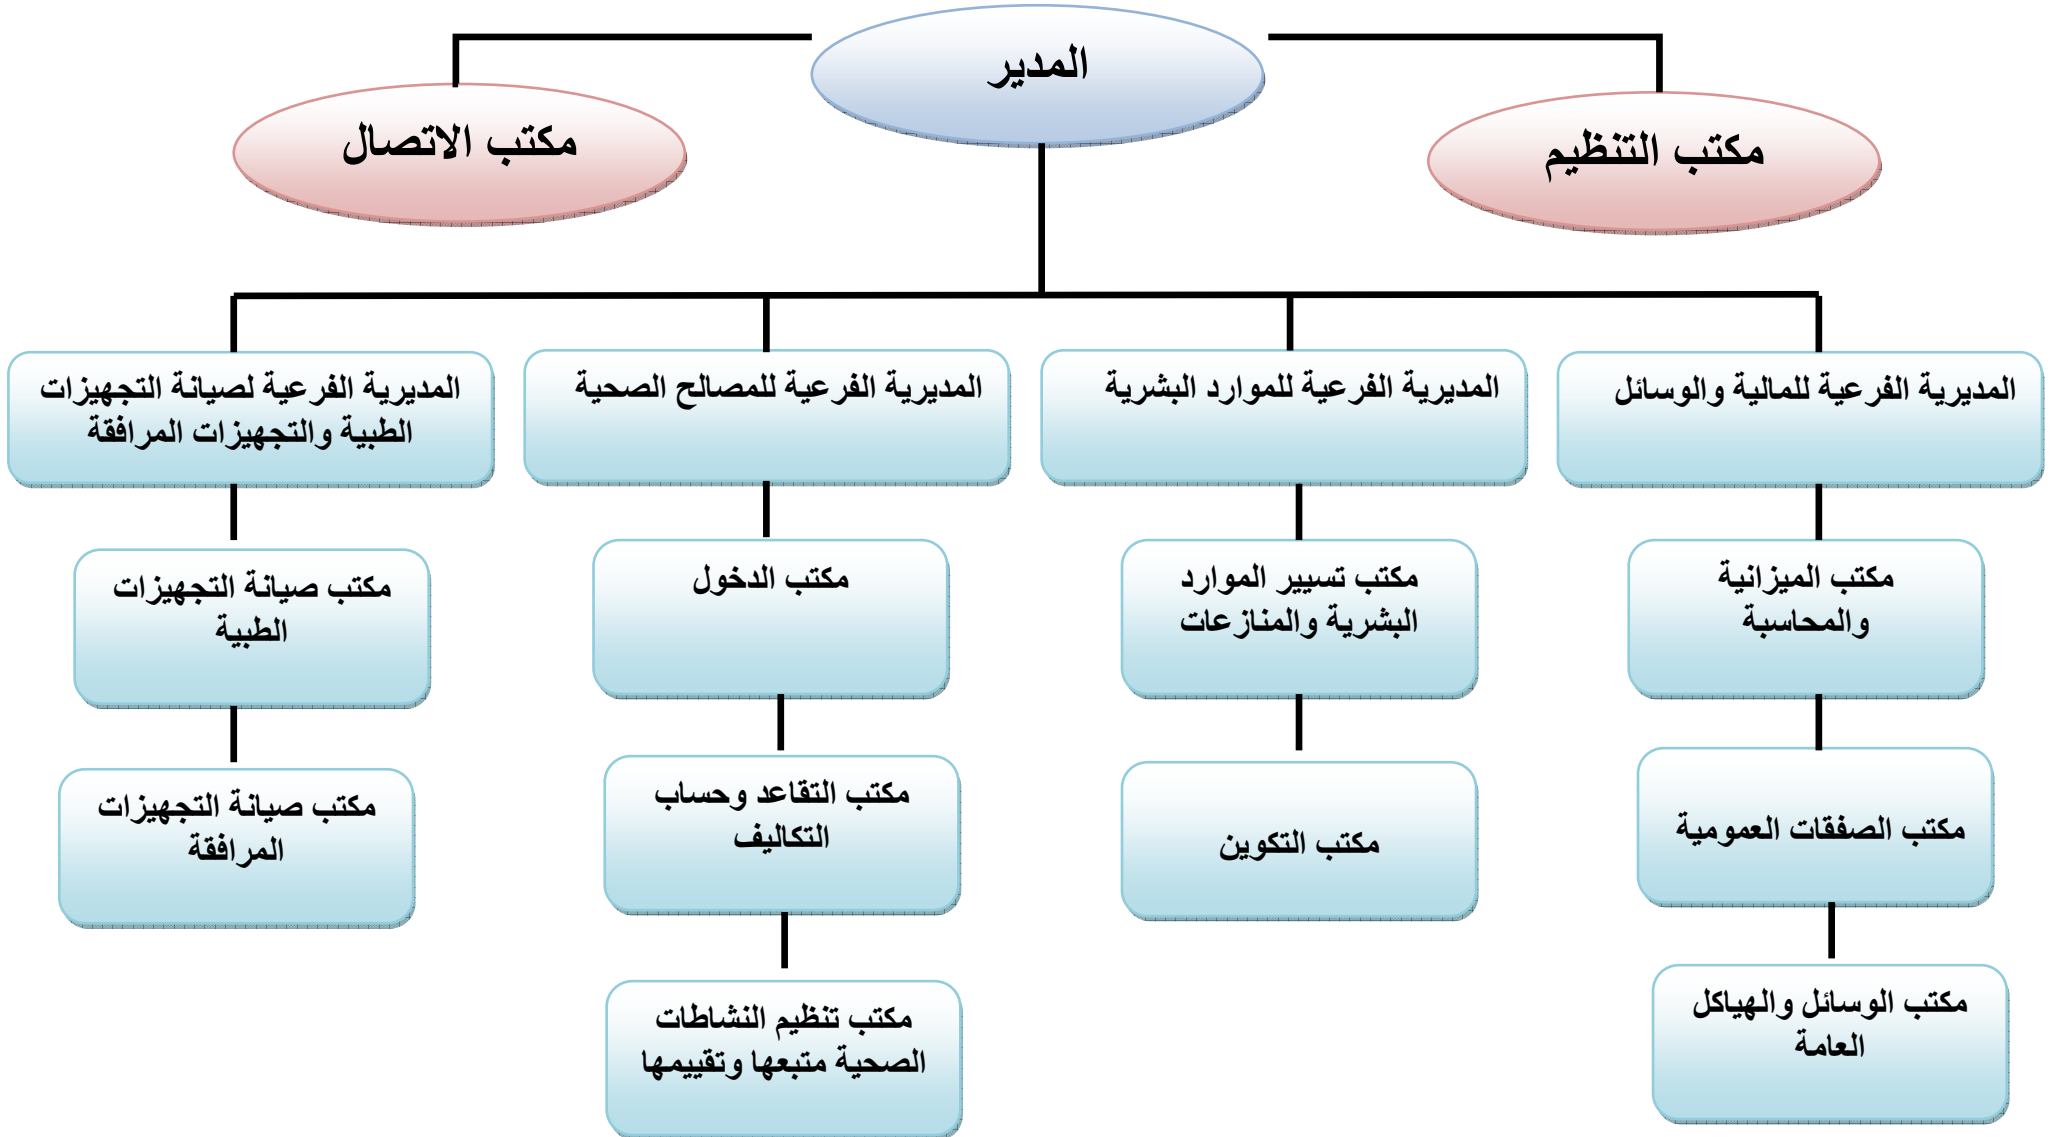 المدير
مكتب التنظيم
مكتب الاتصال
المديرية الفرعية للمالية والوسائل
المديرية الفرعية للموارد البشرية
المديرية الفرعية للمصالح الصحية
المديرية الفرعية لصيانة التجهيزات
الطبية والتجهيزات المرافقة
مكتب الميزانية
والمحاسبة
مكتب تسيير الموارد
البشرية والمنازعات
مكتب الدخول
مكتب صيانة التجهيزات
الطبية
مكتب الصفقات العمومية
مكتب التكوين
مكتب التقاعد وحساب
التكاليف
مكتب صيانة التجهيزات
المرافقة
مكتب الوسائل والهياكل
العامة
مكتب تنظيم النشاطات
الصحية متبعها وتقييمها